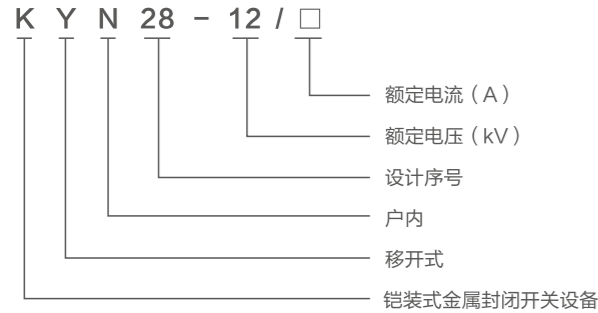 KYN28-12/□
额定电流（A）
额定电压（kV）
设计序号
户内
移开式
铠装式金属封闭开关设备